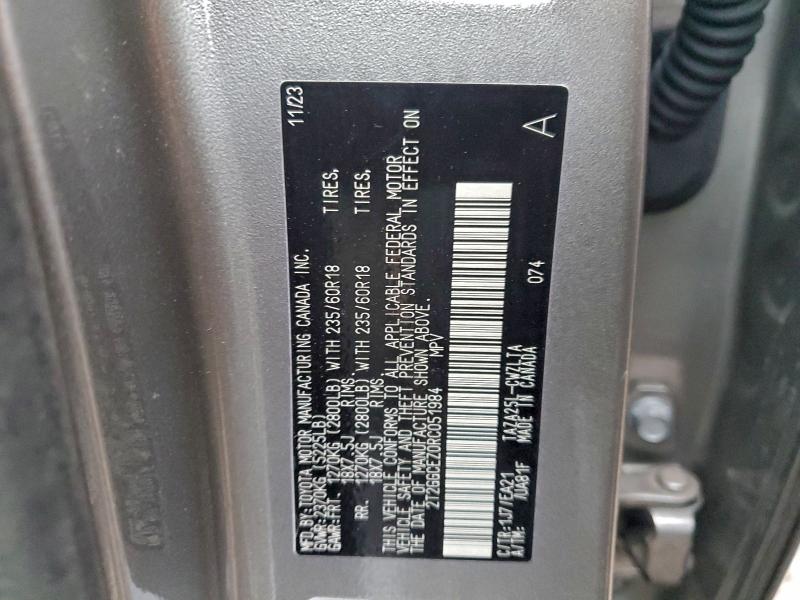 MFD.BY:TOYOTA MOTOR MANUFACTURING CANADA INC. 11/23
GVWR:2370KG (5225LB)
GAWR:FRT. 1270KG (2800LB) WITH 235/60R18 TIRES,
18X7.5J RIMS
RR. 1270KG (2800LB) WITH 235/60R18 TIRES,
18X7.5J RIMS
THIS VEHICLE CONFORMS TO ALL APPLICABLE FEDERAL MOTOR
VEHICLE SAFETY AND THEFT PREVENTION STANDARDS IN EFFECT ON
THE DATE OF MANUFACTURE SHOWN ABOVE.
2T2GGCEZ0RC051984 MPV
C/TR:1J7/EA21 TAZA25L-CWZLTA 074 A
A/TM: /UA81F MADE IN CANADA